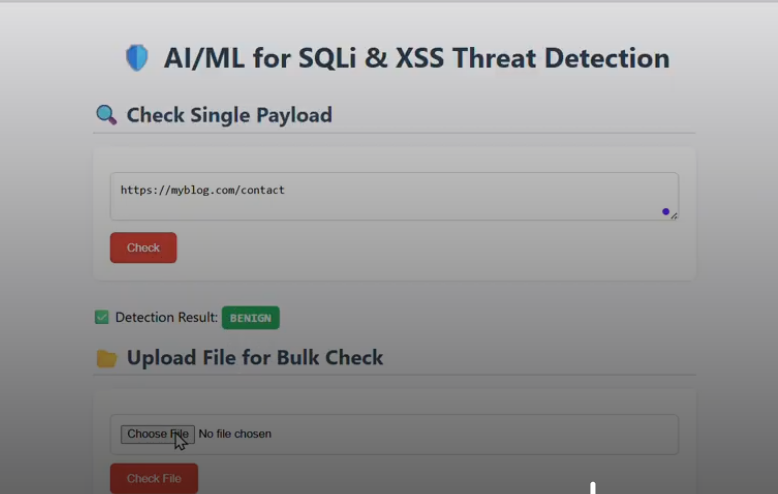 AI/ML for SQLi & XSS Threat Detection
Check Single Payload
https://myblog.com/contact
Check
Detection Result: BENIGN
Upload File for Bulk Check
Choose File No file chosen
Check File